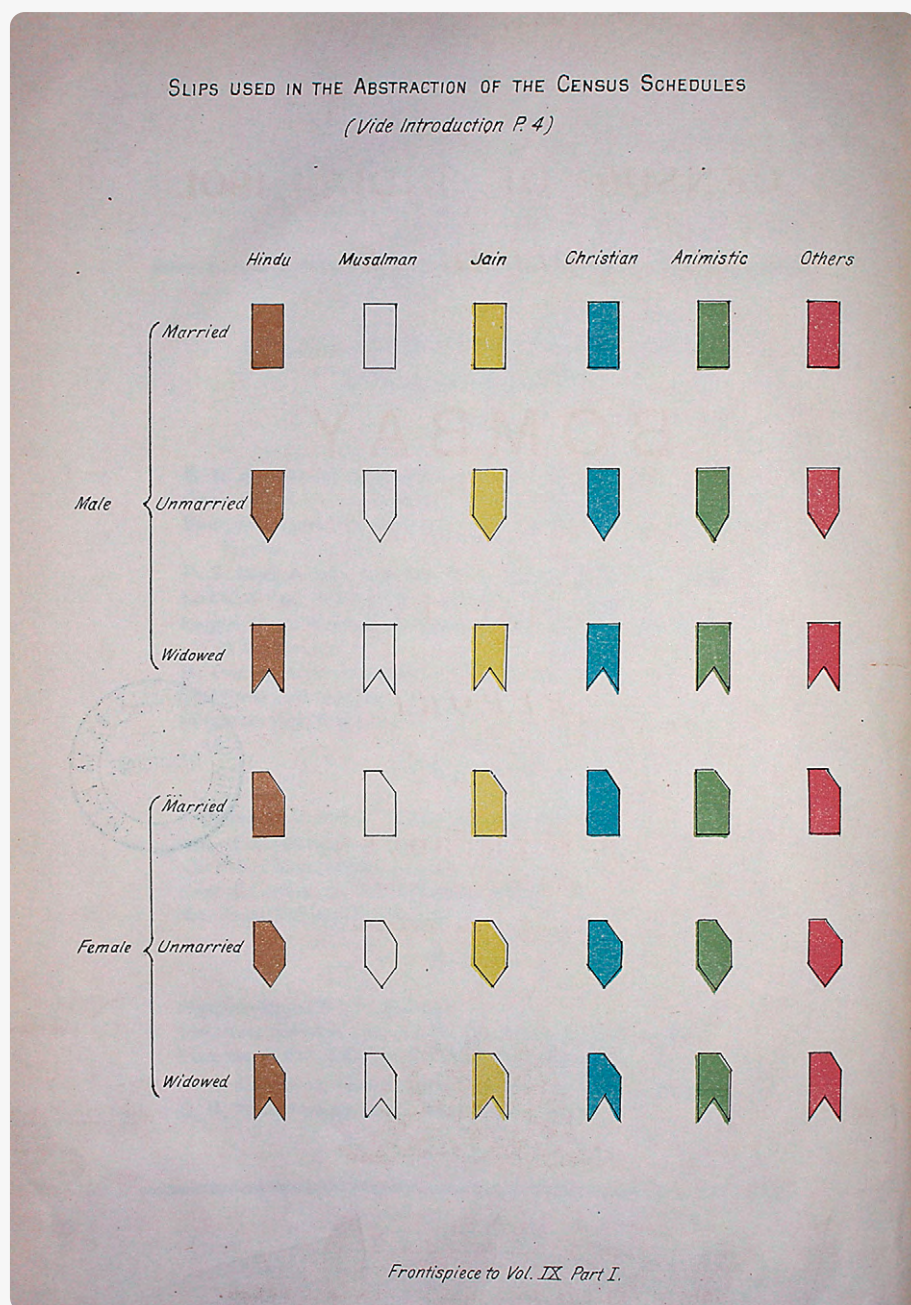 SLIPS USED IN THE ABSTRACTION OF THE CENSUS SCHEDULES
(Vide Introduction P. 4)
Hindu Musalman Jain Christian Animistic Others
Married
Male Unmarried
Widowed
Married
Female Unmarried
Widowed
Frontispiece to Vol. IX Part I.